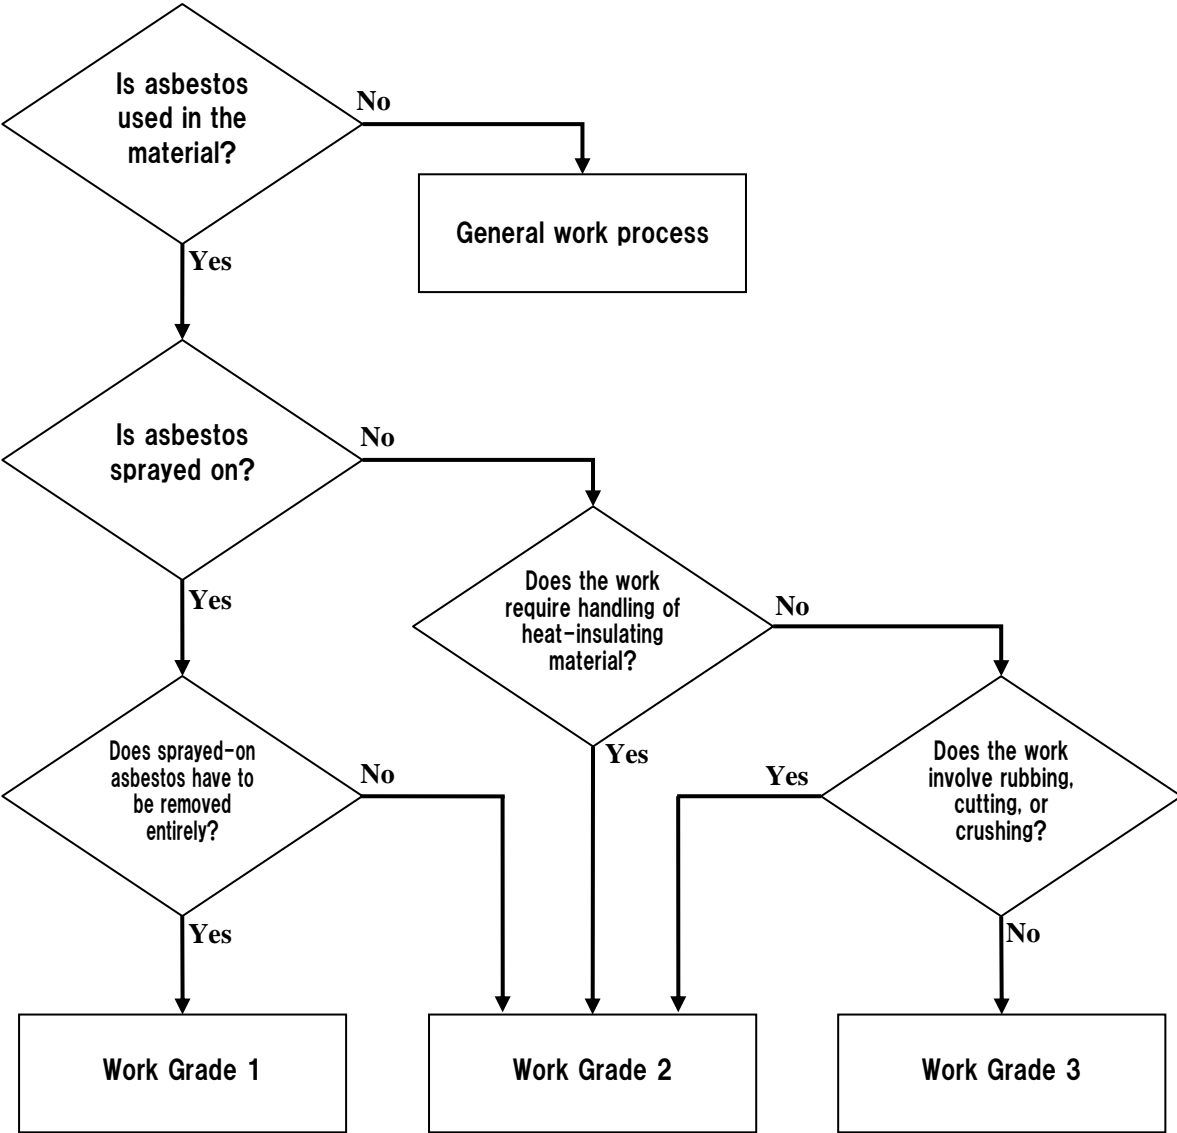 Is asbestos
used in the
material?
No
General work process
Yes
Is asbestos
sprayed on?
No
Yes
Does the work
require handling of
heat-insulating
material?
No
Yes
Does sprayed-on
asbestos have to
be removed
entirely?
No
Yes
Does the work
involve rubbing,
cutting, or
crushing?
Yes
No
Work Grade 1
Work Grade 2
Work Grade 3